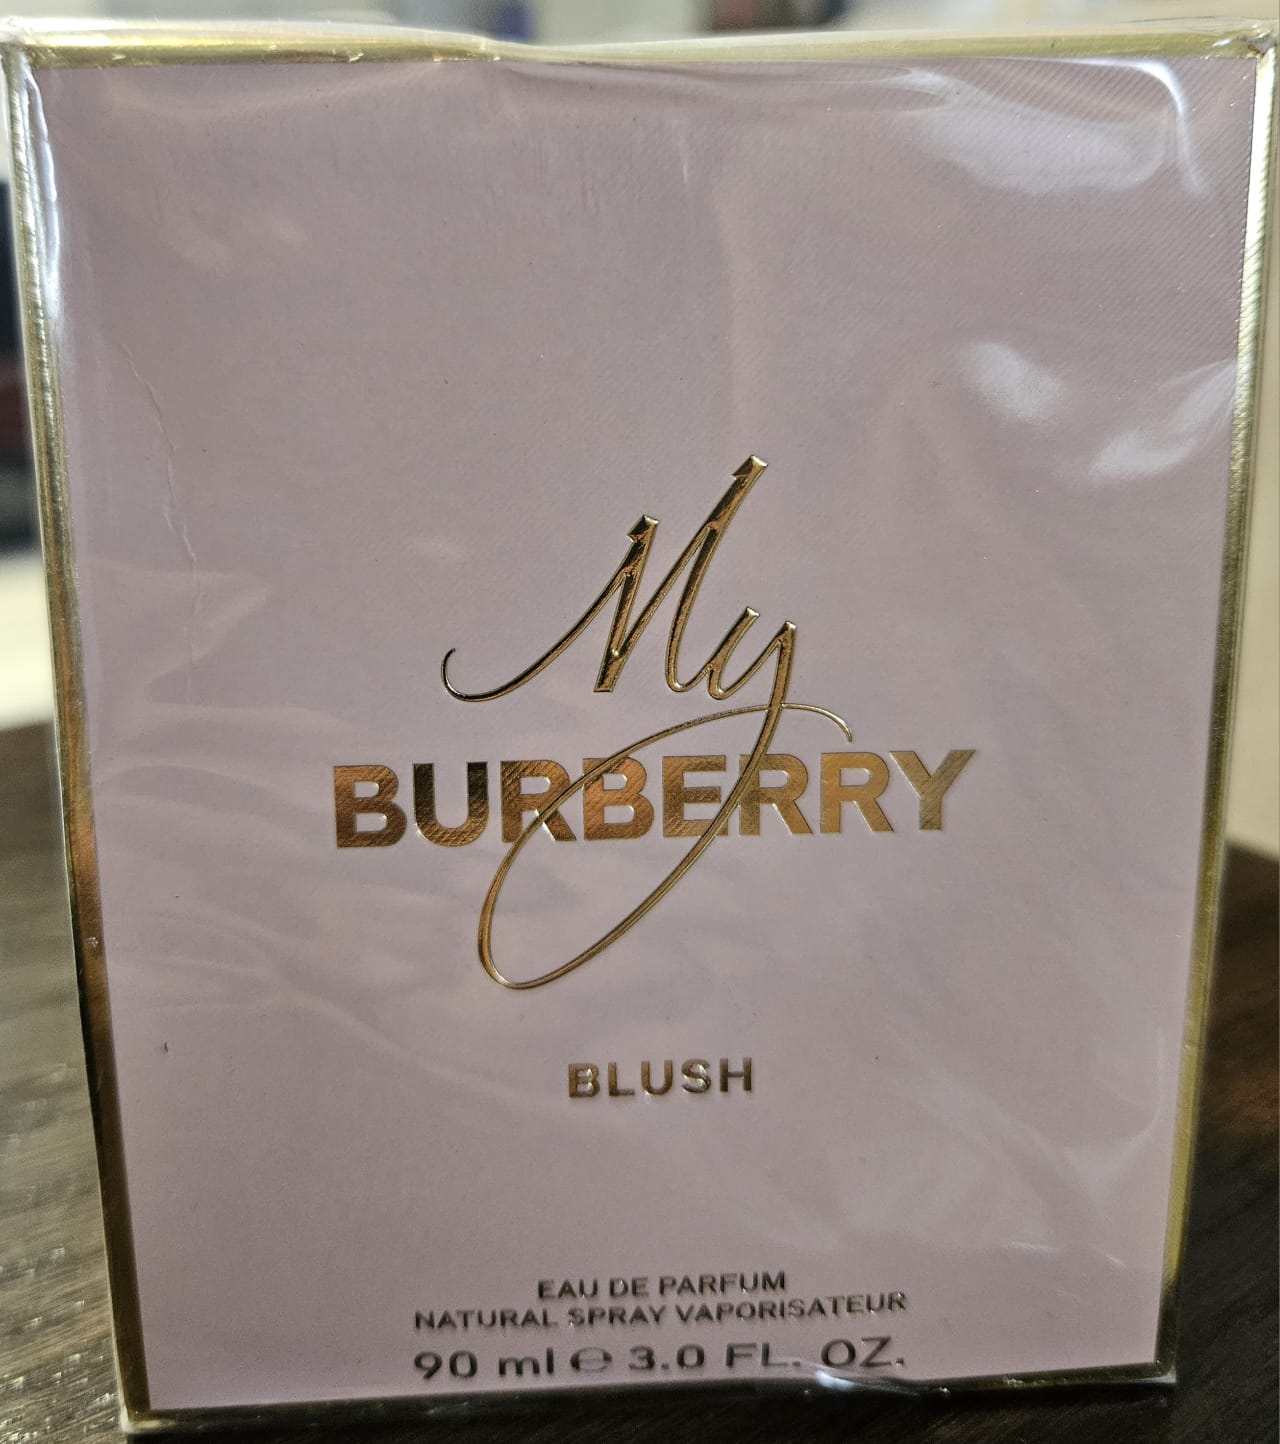 My
BURBERRY
BLUSH
EAU DE PARFUM
NATURAL SPRAY VAPORISATEUR
90 ml ℮ 3.0 FL. OZ.